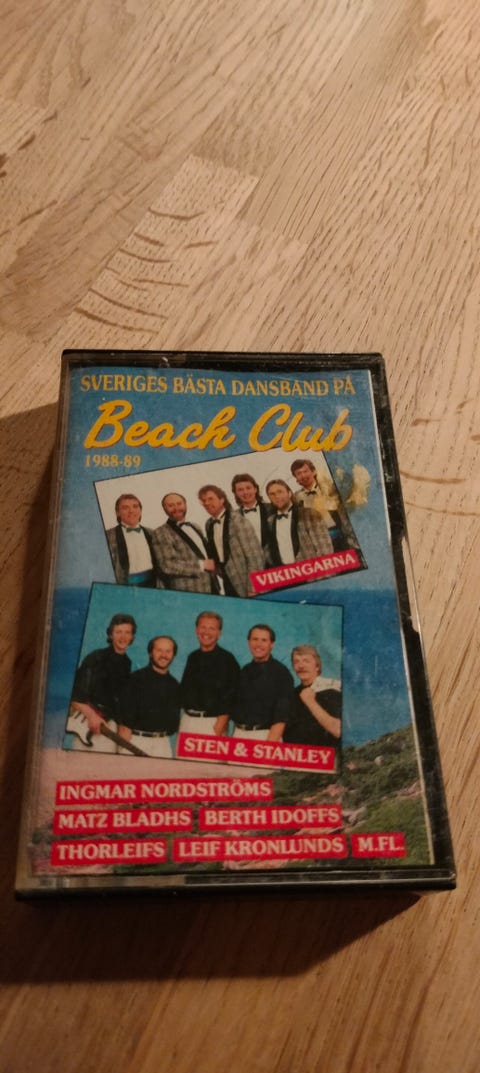 SVERIGES BÄSTA DANSBAND PÅ
Beach Club
1988-89
VIKINGARNA
STEN & STANLEY
INGMAR NORDSTRÖMS
MATZ BLADHS BERTH IDOFFS
THORLEIFS LEIF KRONLUNDS M.FL.